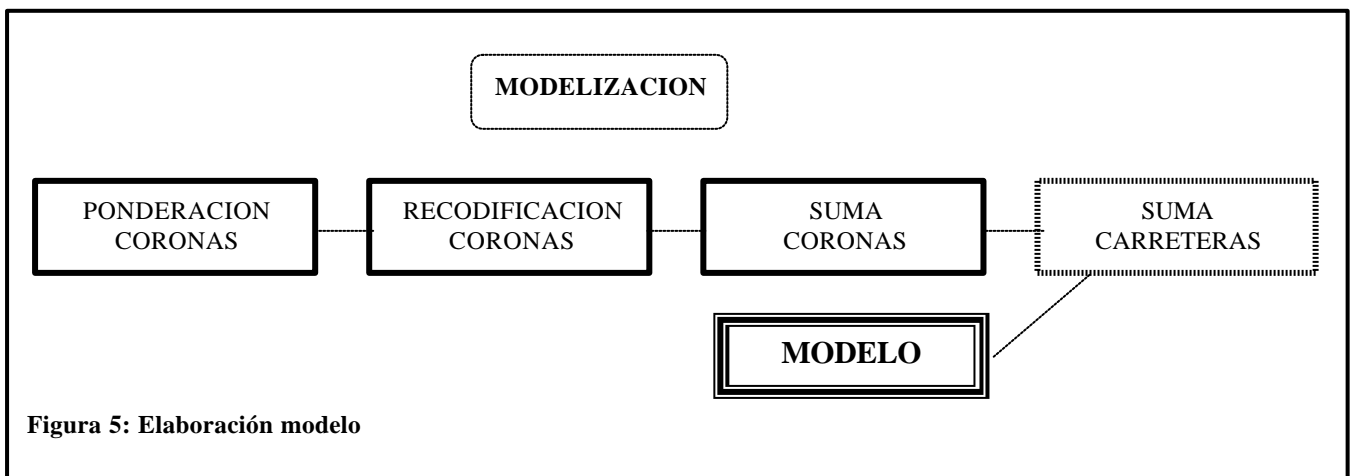 MODELIZACION
PONDERACION
CORONAS
RECODIFICACION
CORONAS
SUMA
CORONAS
SUMA
CARRETERAS
MODELO
Figura 5: Elaboración modelo